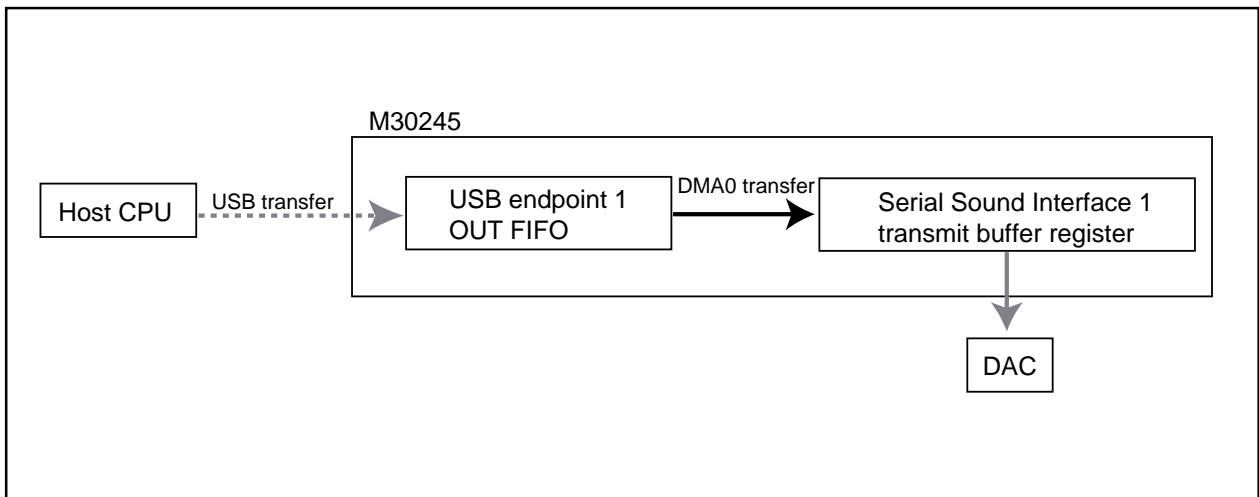 M30245
Host CPU
USB transfer
USB endpoint 1
OUT FIFO
DMA0 transfer
Serial Sound Interface 1
transmit buffer register
DAC